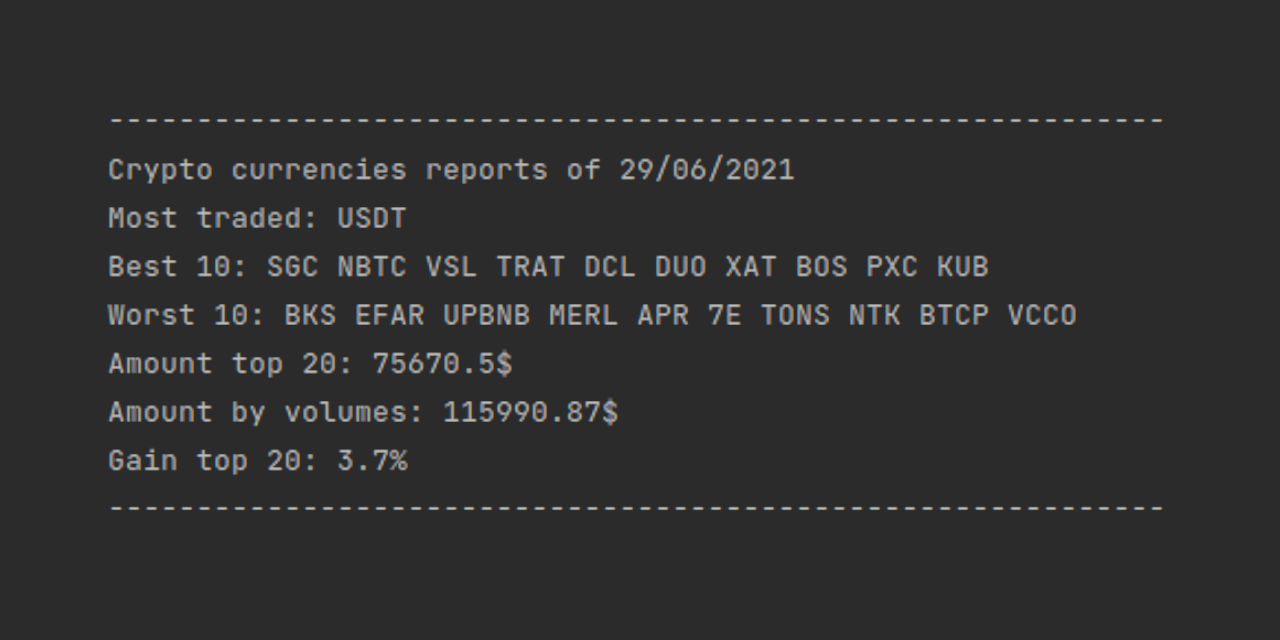 ------------------------------------------------------------
Crypto currencies reports of 29/06/2021
Most traded: USDT
Best 10: SGC NBTC VSL TRAT DCL DUO XAT BOS PXC KUB
Worst 10: BKS EFAR UPBNB MERL APR 7E TONS NTK BTCP VCCO
Amount top 20: 75670.5$
Amount by volumes: 115990.87$
Gain top 20: 3.7%
------------------------------------------------------------